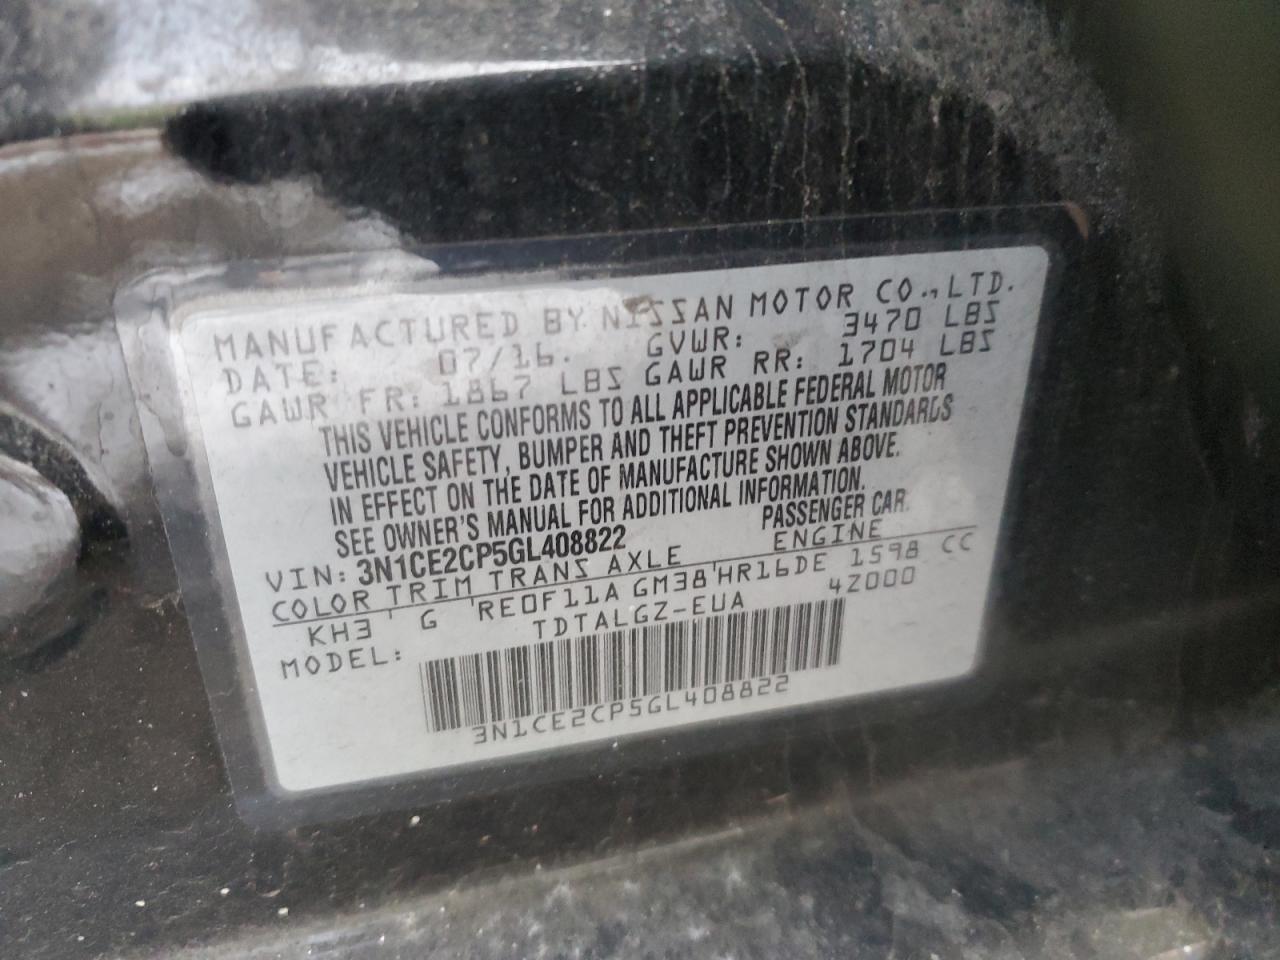 MANUFACTURED BY NISSAN MOTOR CO., LTD.
DATE: 07/16. GVWR: 3470 LBS
GAWR FR: 1867 LBS GAWR RR: 1704 LBS
THIS VEHICLE CONFORMS TO ALL APPLICABLE FEDERAL MOTOR
VEHICLE SAFETY, BUMPER AND THEFT PREVENTION STANDARDS
IN EFFECT ON THE DATE OF MANUFACTURE SHOWN ABOVE.
SEE OWNER'S MANUAL FOR ADDITIONAL INFORMATION.
VIN: 3N1CE2CP5GL408822 PASSENGER CAR.
COLOR TRIM TRANS AXLE ENGINE
KH3 ' G 'RE0F11A GM38'HR16DE 1598 CC
MODEL: TDTALGZ-EUA 4Z000
3N1CE2CP5GL408822